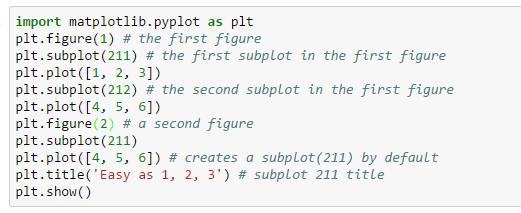 import matplotlib.pyplot as plt
plt.figure(1) # the first figure
plt.subplot(211) # the first subplot in the first figure
plt.plot([1, 2, 3])
plt.subplot(212) # the second subplot in the first figure
plt.plot([4, 5, 6])
plt.figure(2) # a second figure
plt.subplot(211)
plt.plot([4, 5, 6]) # creates a subplot(211) by default
plt.title('Easy as 1, 2, 3') # subplot 211 title
plt.show()